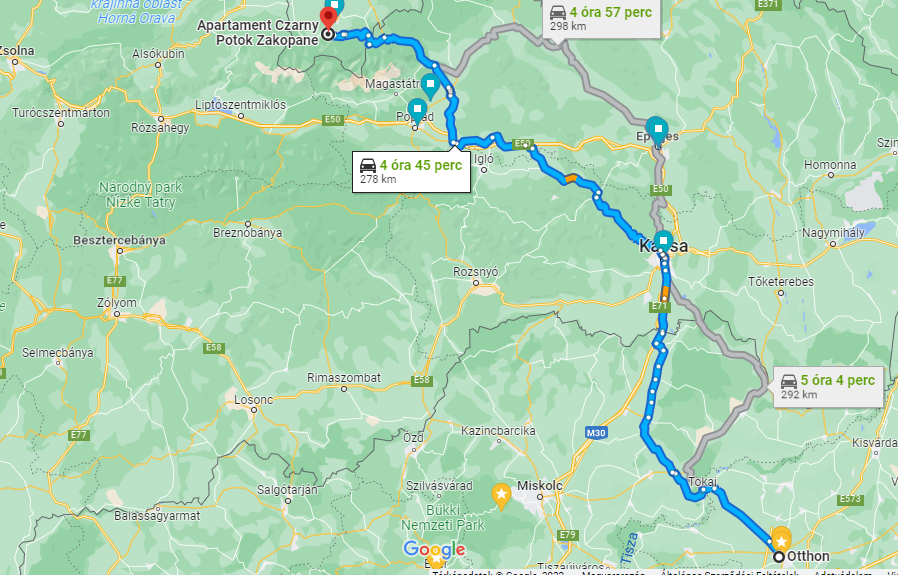 krajinná oblasť
Horná Orava
E371
4 óra 57 perc
298 km
Apartament Czarny
Potok Zakopane
Zsolna
Alsókubin
Magastátra
Liptószentmiklós
Turócszentmárton
Rózsahegy
E50
Poprád
Eperjes
E50
4 óra 45 perc
278 km
Igló
Homonna
Národný park
Nízke Tatry
E50
Besztercebánya
Breznóbánya
Nagymihály
Kassa
Rozsnyó
Tőketerebes
E77
Zólyom
E71
E58
Selmecbánya
Rimaszombat
E58
5 óra 4 perc
292 km
Losonc
E77
Kazincbarcika
M30
Ózd
Kisvárda
Tokaj
Szilvásvárad
Miskolc
Salgótarján
E573
Balassagyarmat
Bükki
Nemzeti Park
E79
Google
Tisza
Otthon
Tiszaújváros